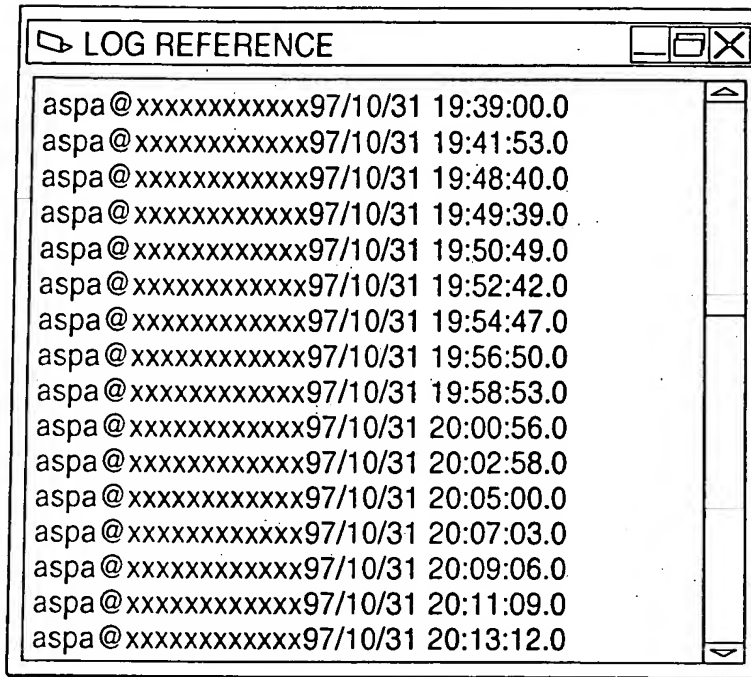 LOG REFERENCE
aspa@xxxxxxxxxxxx97/10/31 19:39:00.0
aspa@xxxxxxxxxxxx97/10/31 19:41:53.0
aspa@xxxxxxxxxxxx97/10/31 19:48:40.0
aspa@xxxxxxxxxxxx97/10/31 19:49:39.0
aspa@xxxxxxxxxxxx97/10/31 19:50:49.0
aspa@xxxxxxxxxxxx97/10/31 19:52:42.0
aspa@xxxxxxxxxxxx97/10/31 19:54:47.0
aspa@xxxxxxxxxxxx97/10/31 19:56:50.0
aspa@xxxxxxxxxxxx97/10/31 19:58:53.0
aspa@xxxxxxxxxxxx97/10/31 20:00:56.0
aspa@xxxxxxxxxxxx97/10/31 20:02:58.0
aspa@xxxxxxxxxxxx97/10/31 20:05:00.0
aspa@xxxxxxxxxxxx97/10/31 20:07:03.0
aspa@xxxxxxxxxxxx97/10/31 20:09:06.0
aspa@xxxxxxxxxxxx97/10/31 20:11:09.0
aspa@xxxxxxxxxxxx97/10/31 20:13:12.0